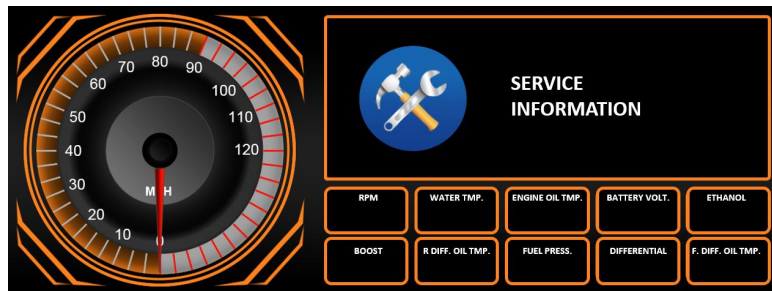 80
70
90
60
100
50
110
40
120
30
MPH
20
10
0
SERVICE
INFORMATION
RPM
WATER TMP.
ENGINE OIL TMP.
BATTERY VOLT.
ETHANOL
BOOST
R DIFF. OIL TMP.
FUEL PRESS.
DIFFERENTIAL
F. DIFF. OIL TMP.